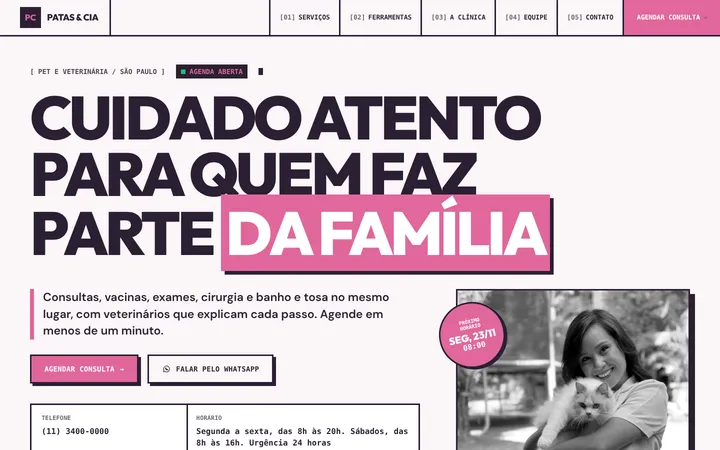 PC PATAS & CIA
[01] SERVIÇOS
[02] FERRAMENTAS
[03] A CLÍNICA
[04] EQUIPE
[05] CONTATO
AGENDAR CONSULTA
[ PET E VETERINÁRIA / SÃO PAULO ]
AGENDA ABERTA
CUIDADO ATENTO
PARA QUEM FAZ
PARTE DA FAMÍLIA
Consultas, vacinas, exames, cirurgia e banho e tosa no mesmo
lugar, com veterinários que explicam cada passo. Agende em
menos de um minuto.
AGENDAR CONSULTA →
FALAR PELO WHATSAPP
PRÓXIMO
HORÁRIO
SEG, 23/11
08:00
TELEFONE
(11) 3400-0000
HORÁRIO
Segunda a sexta, das 8h às 20h. Sábados, das
8h às 16h. Urgência 24 horas